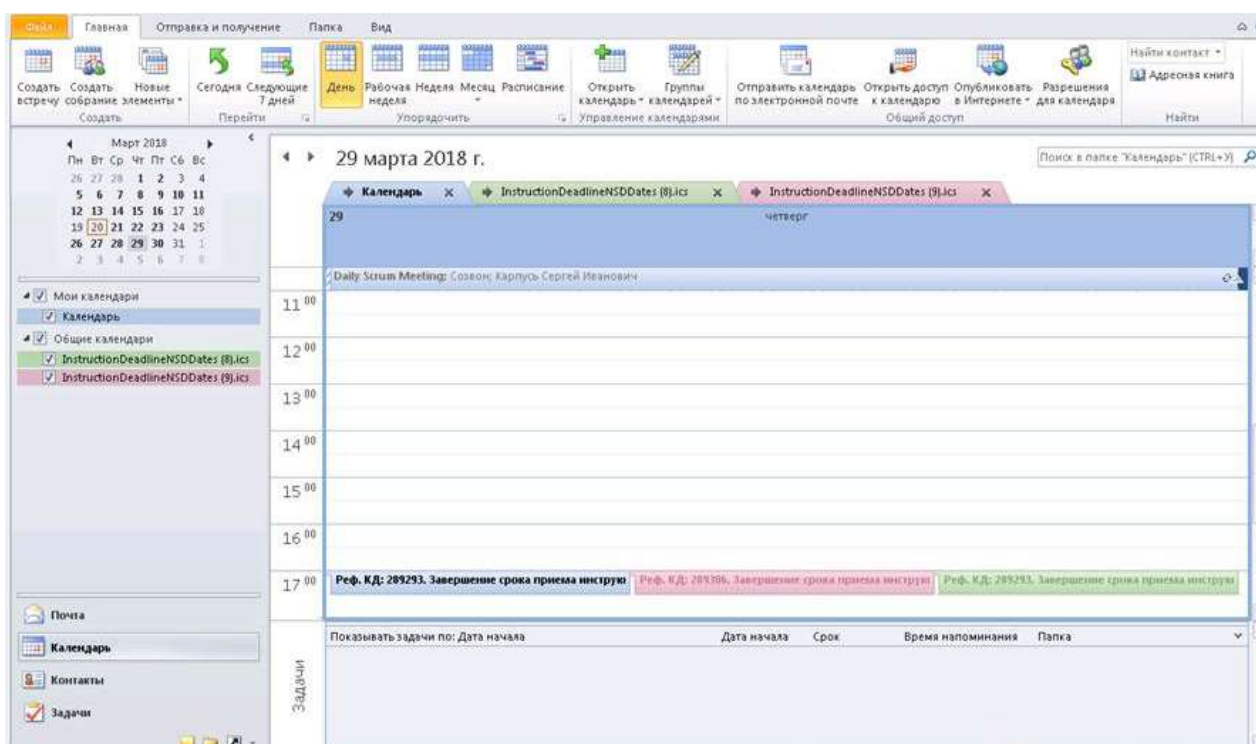 Файл Главная Отправка и получение Папка Вид
Создать встречу
Создать собрание
Новые элементы
Сегодня
Следующие 7 дней
День
Рабочая неделя
Неделя
Месяц
Расписание
Открыть календарь
Группы календарей
Отправить календарь по электронной почте
Открыть доступ к календарю
Опубликовать в Интернете
Разрешения для календаря
Найти контакт
Адресная книга
Создать Перейти Упорядочить Управление календарями Общий доступ Найти
Март 2018
Пн Вт Ср Чт Пт Сб Вс
26 27 28 1 2 3 4
5 6 7 8 9 10 11
12 13 14 15 16 17 18
19 20 21 22 23 24 25
26 27 28 29 30 31 1
2 3 4 5 6 7 8
Мои календари
Календарь
Общие календари
InstructionDeadlineNSDDates (8).ics
InstructionDeadlineNSDDates (9).ics
Почта
Календарь
Контакты
Задачи
29 марта 2018 г.
Поиск в папке "Календарь" (CTRL+У)
Календарь InstructionDeadlineNSDDates (8).ics InstructionDeadlineNSDDates (9).ics
29 четверг
Daily Scrum Meeting; Созвон; Карпусь Сергей Иванович
11 00
12 00
13 00
14 00
15 00
16 00
17 00 Реф. КД: 289293. Завершение срока приема инструк Реф. КД: 289386. Завершение срока приема инструк Реф. КД: 289293. Завершение срока приема инструк
Задачи
Показывать задачи по: Дата начала Дата начала Срок Время напоминания Папка